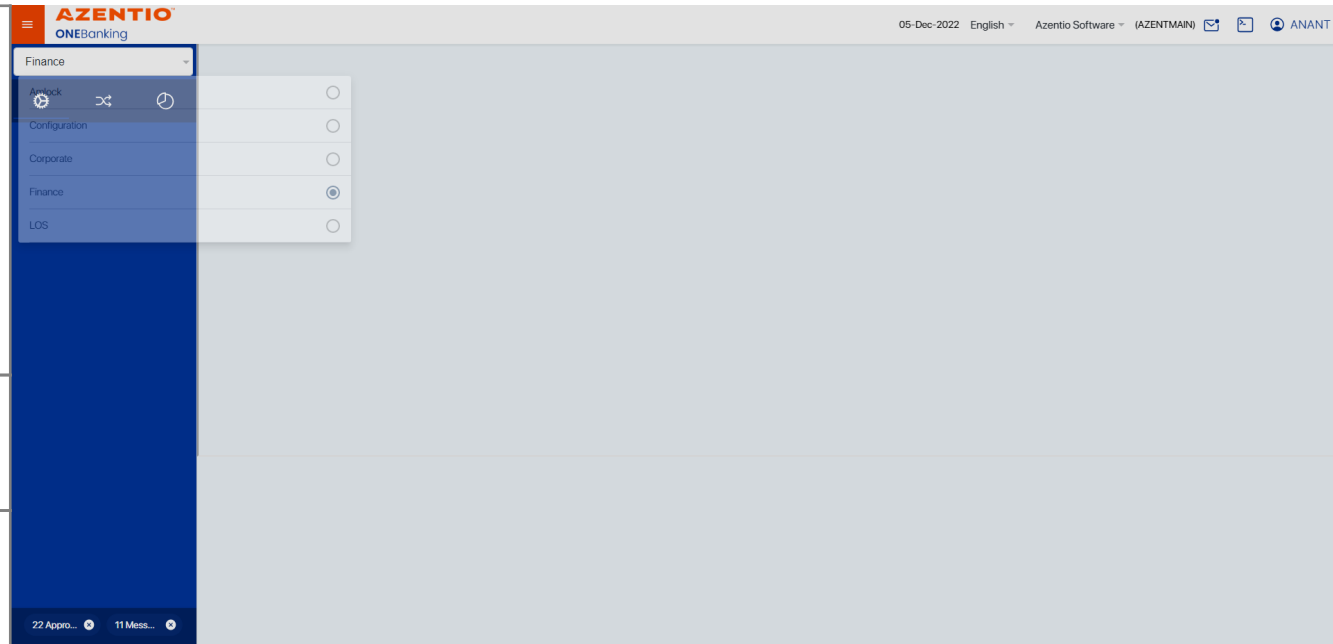 AZENTIO™
ONEBanking
05-Dec-2022 English Azentio Software (AZENTMAIN) ANANT
Finance
Amlock
Configuration
Corporate
Finance
LOS
22 Appro... 11 Mess...